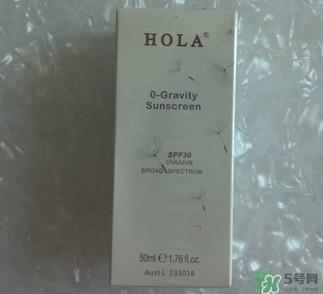 HOLA®
0-Gravity
Sunscreen
SPF30
UVA/UVB
BROAD SPECTRUM
50ml ℮ 1.76 fl.oz.
Aust L 233016
5号网